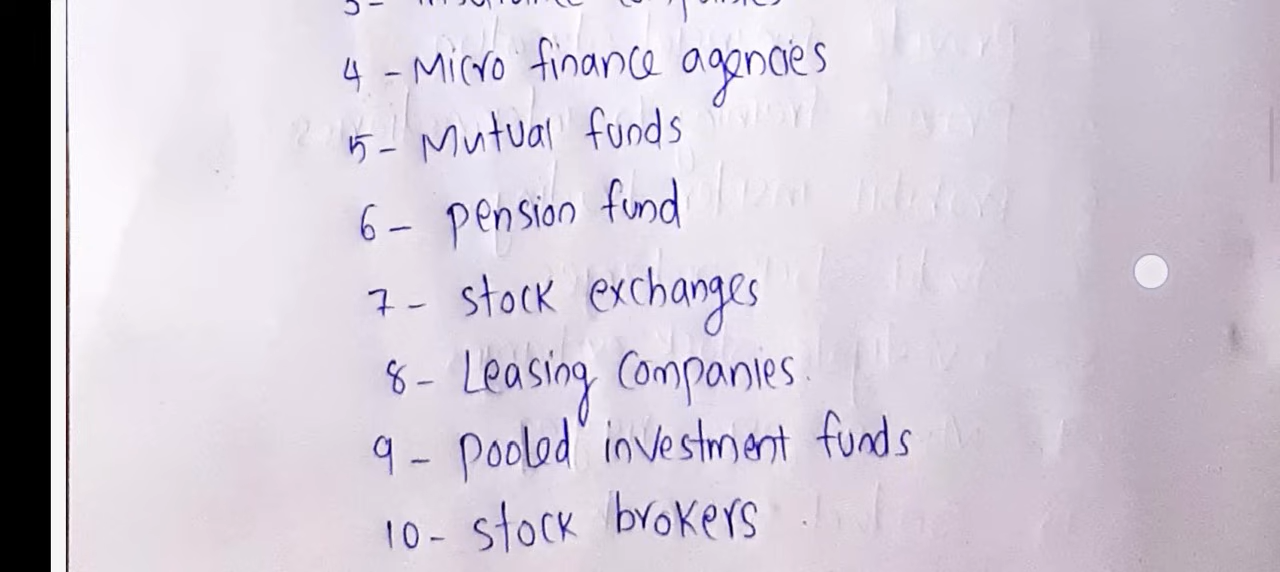 4 - Micro finance agencies
5 - Mutual funds
6 - pension fund
7 - stock exchanges
8 - Leasing Companies.
9 - pooled investment funds
10 - stock brokers